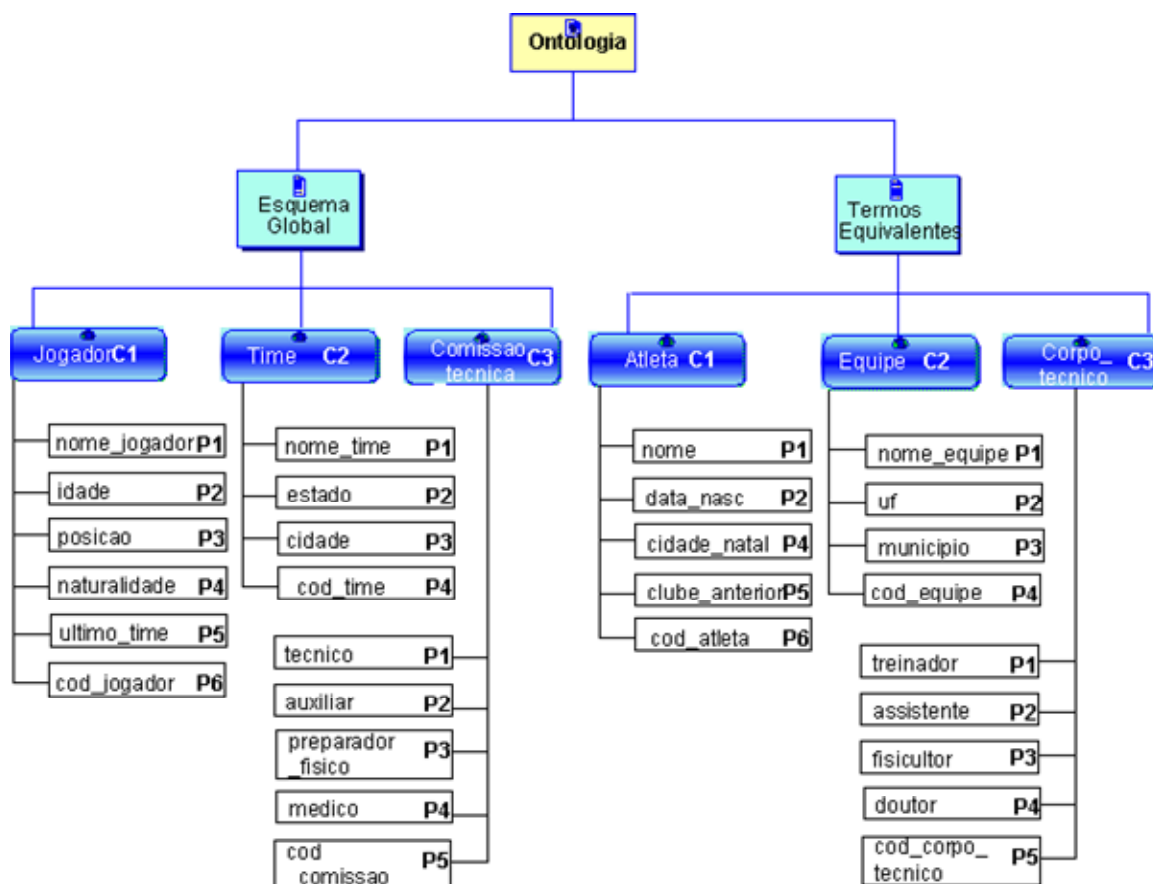 Ontologia
Esquema
Global
Termos
Equivalentes
Jogador C1
Time C2
Comissao
_tecnica C3
Atleta C1
Equipe C2
Corpo_
tecnico C3
nome_jogador P1
idade P2
posicao P3
naturalidade P4
ultimo_time P5
cod_jogador P6
nome_time P1
estado P2
cidade P3
cod_time P4
tecnico P1
auxiliar P2
preparador
_fisico P3
medico P4
cod
_comissao P5
nome P1
data_nasc P2
cidade_natal P4
clube_anterior P5
cod_atleta P6
nome_equipe P1
uf P2
municipio P3
cod_equipe P4
treinador P1
assistente P2
fisicultor P3
doutor P4
cod_corpo_
tecnico P5